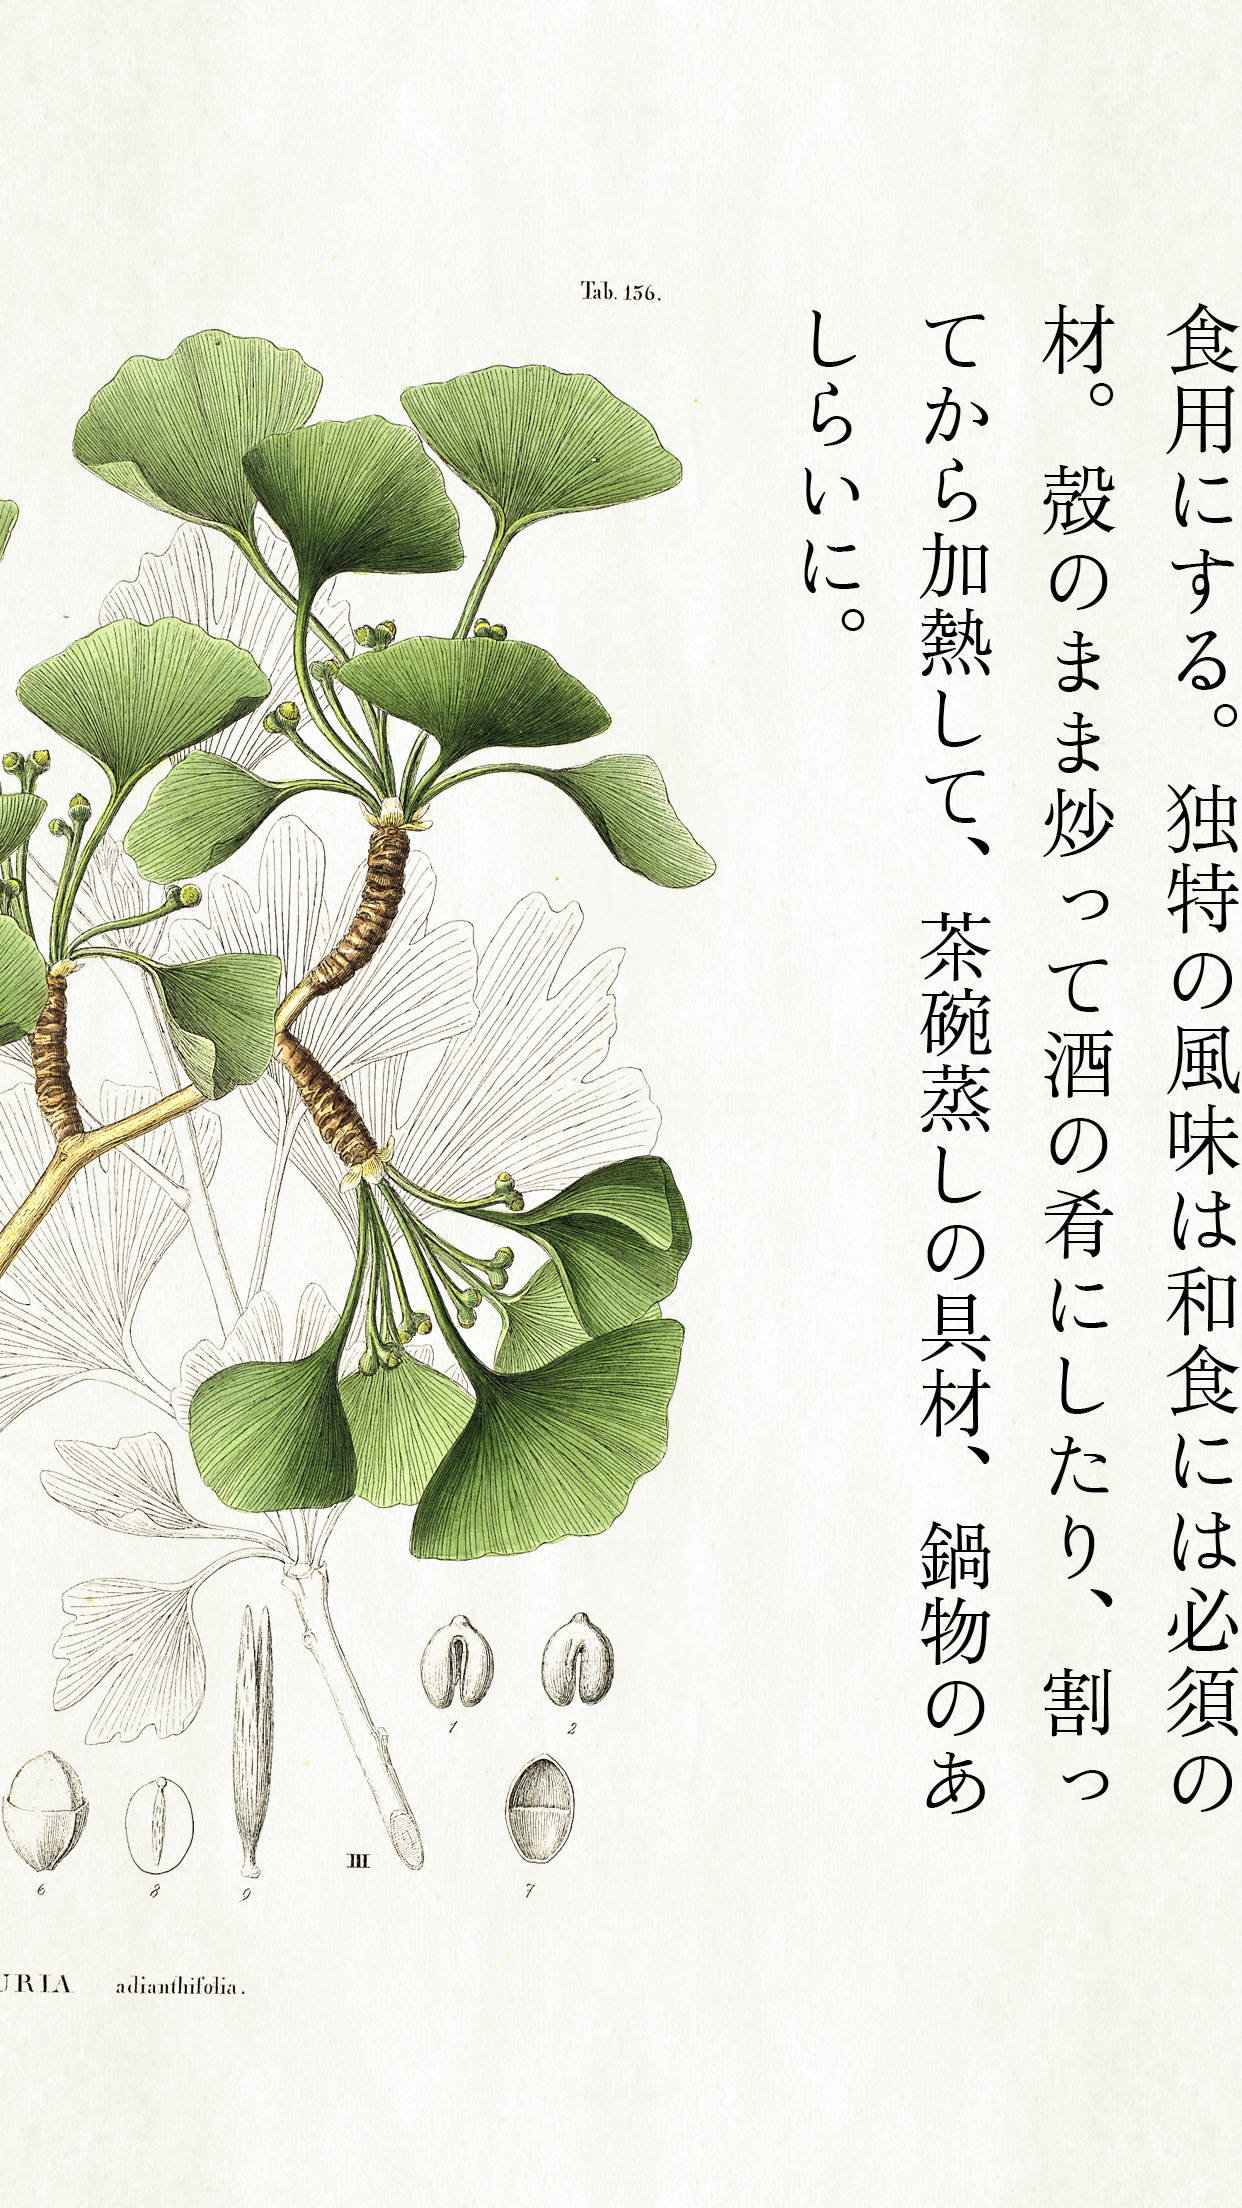 食用にする。独特の風味は和食には必須の
材。殻のまま炒って酒の肴にしたり、割っ
てから加熱して、茶碗蒸しの具材、鍋物のあ
しらいに。
Tab. 136.
1
2
6
8
9
III
7
URIA adianthifolia.